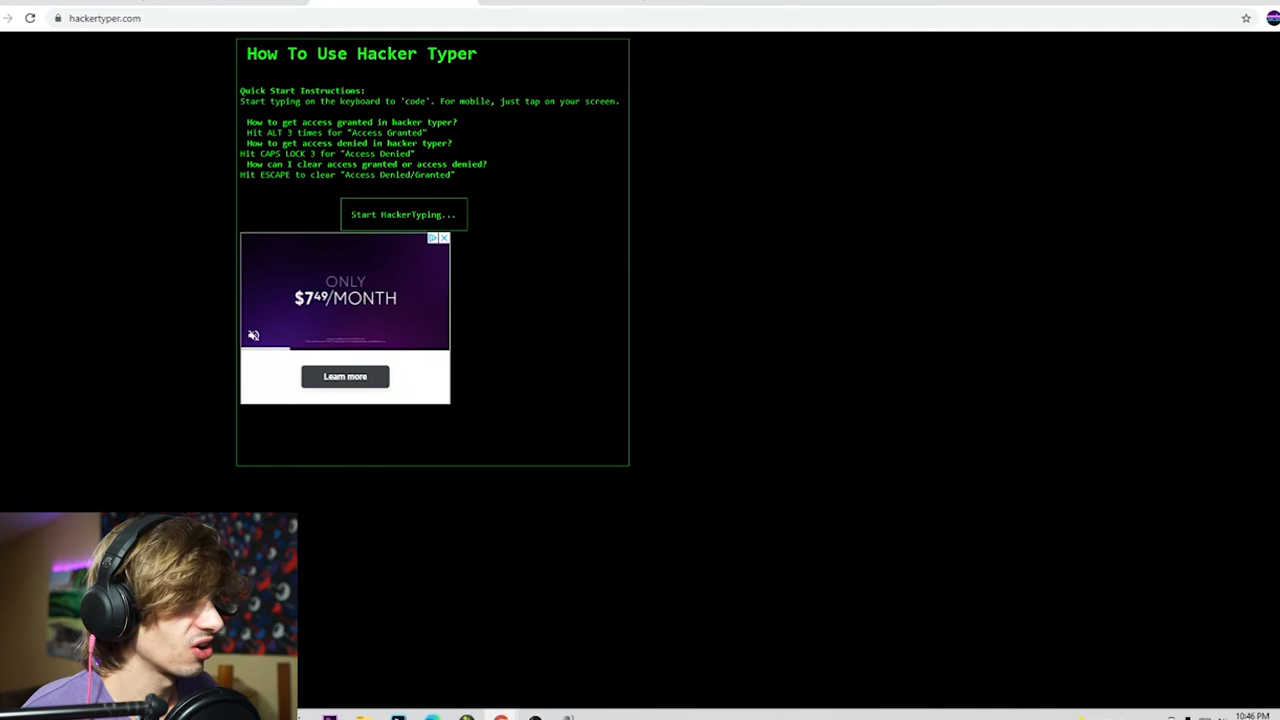 hackertyper.com
How To Use Hacker Typer
Quick Start Instructions:
Start typing on the keyboard to 'code'. For mobile, just tap on your screen.
How to get access granted in hacker typer?
Hit ALT 3 times for "Access Granted"
How to get access denied in hacker typer?
Hit CAPS LOCK 3 for "Access Denied"
How can I clear access granted or access denied?
Hit ESCAPE to clear "Access Denied/Granted"
Start HackerTyping...
ONLY
$7⁴⁹/MONTH
Learn more
10:46 PM